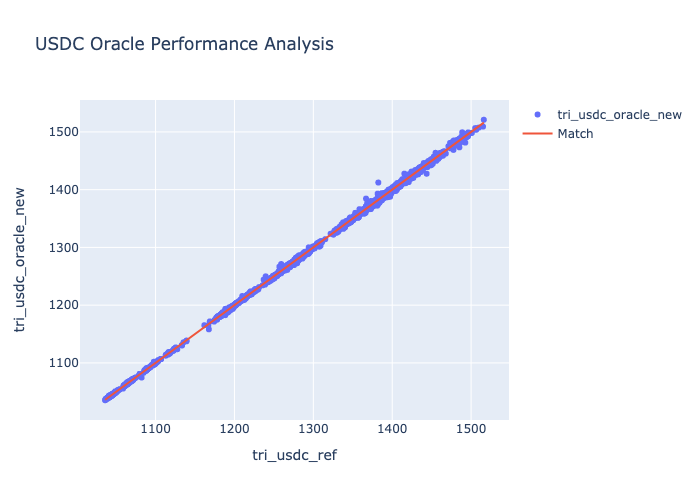 USDC Oracle Performance Analysis
tri_usdc_oracle_new
Match
1500
1400
1300
1200
1100
tri_usdc_oracle_new
1100
1200
1300
1400
1500
tri_usdc_ref